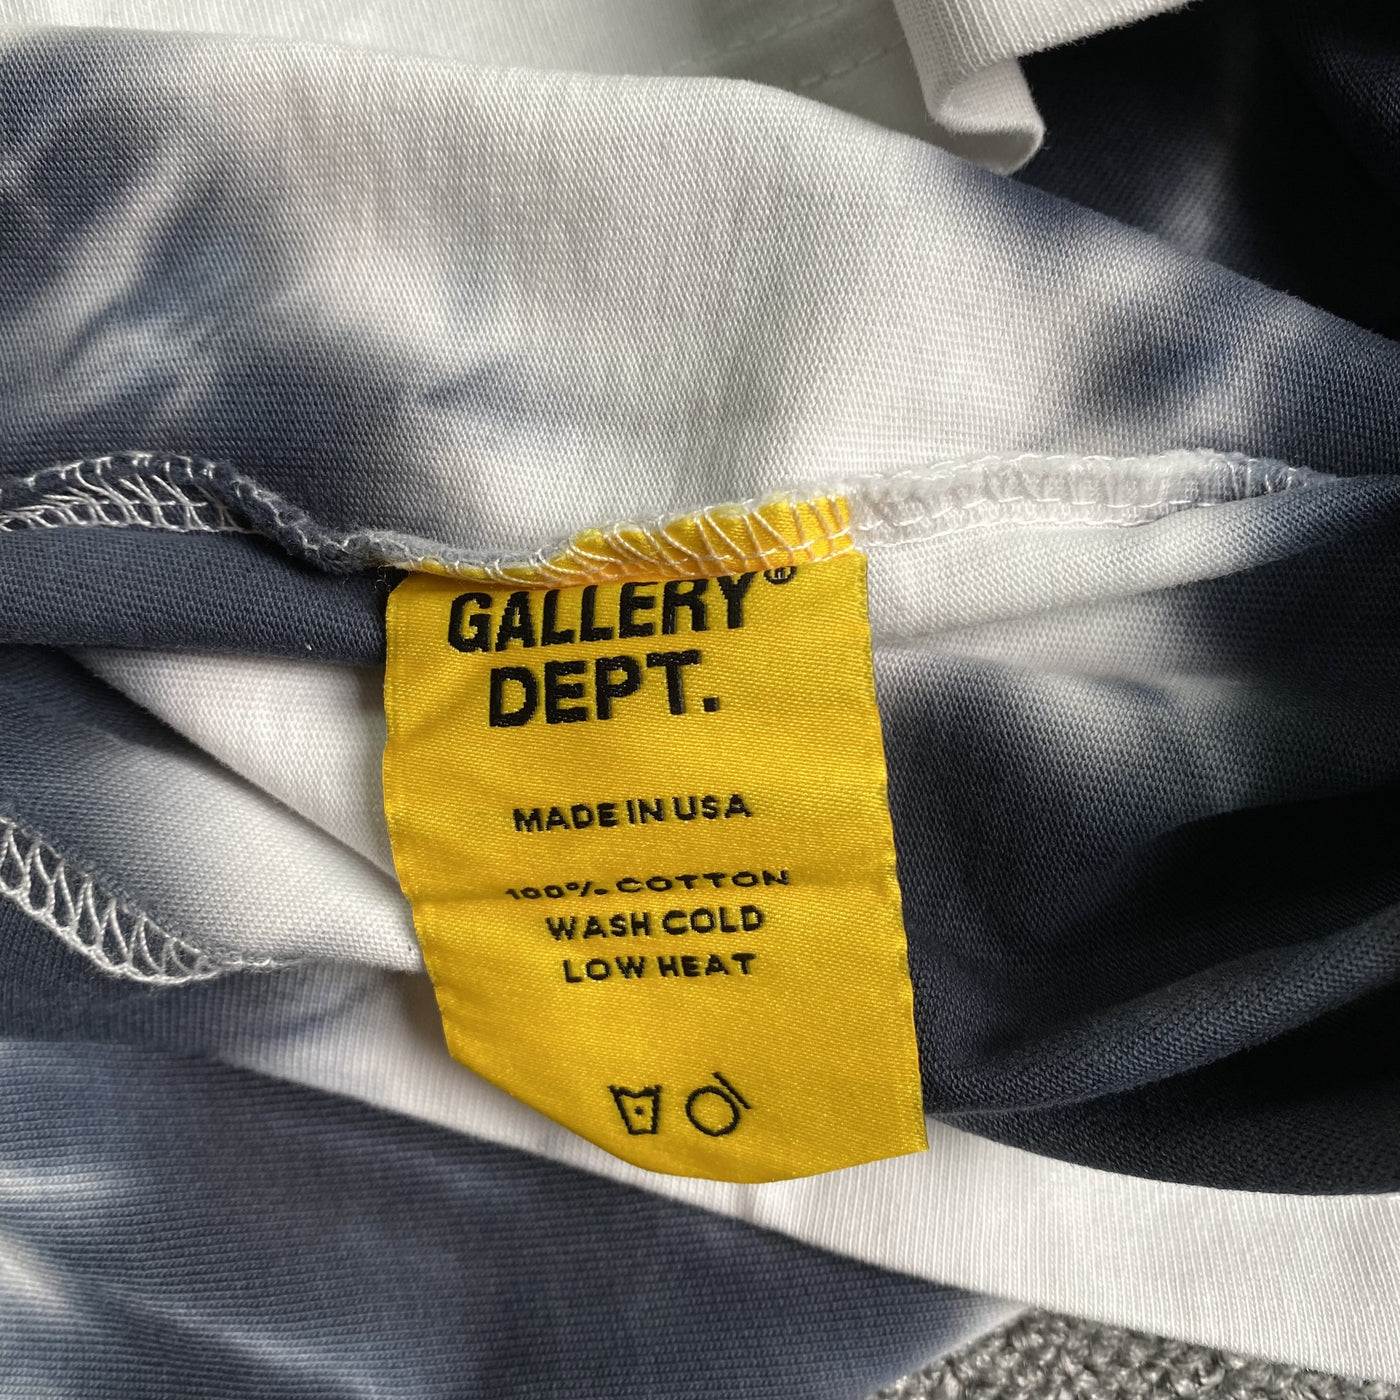 GALLERY®
DEPT.
MADE IN USA
100% COTTON
WASH COLD
LOW HEAT